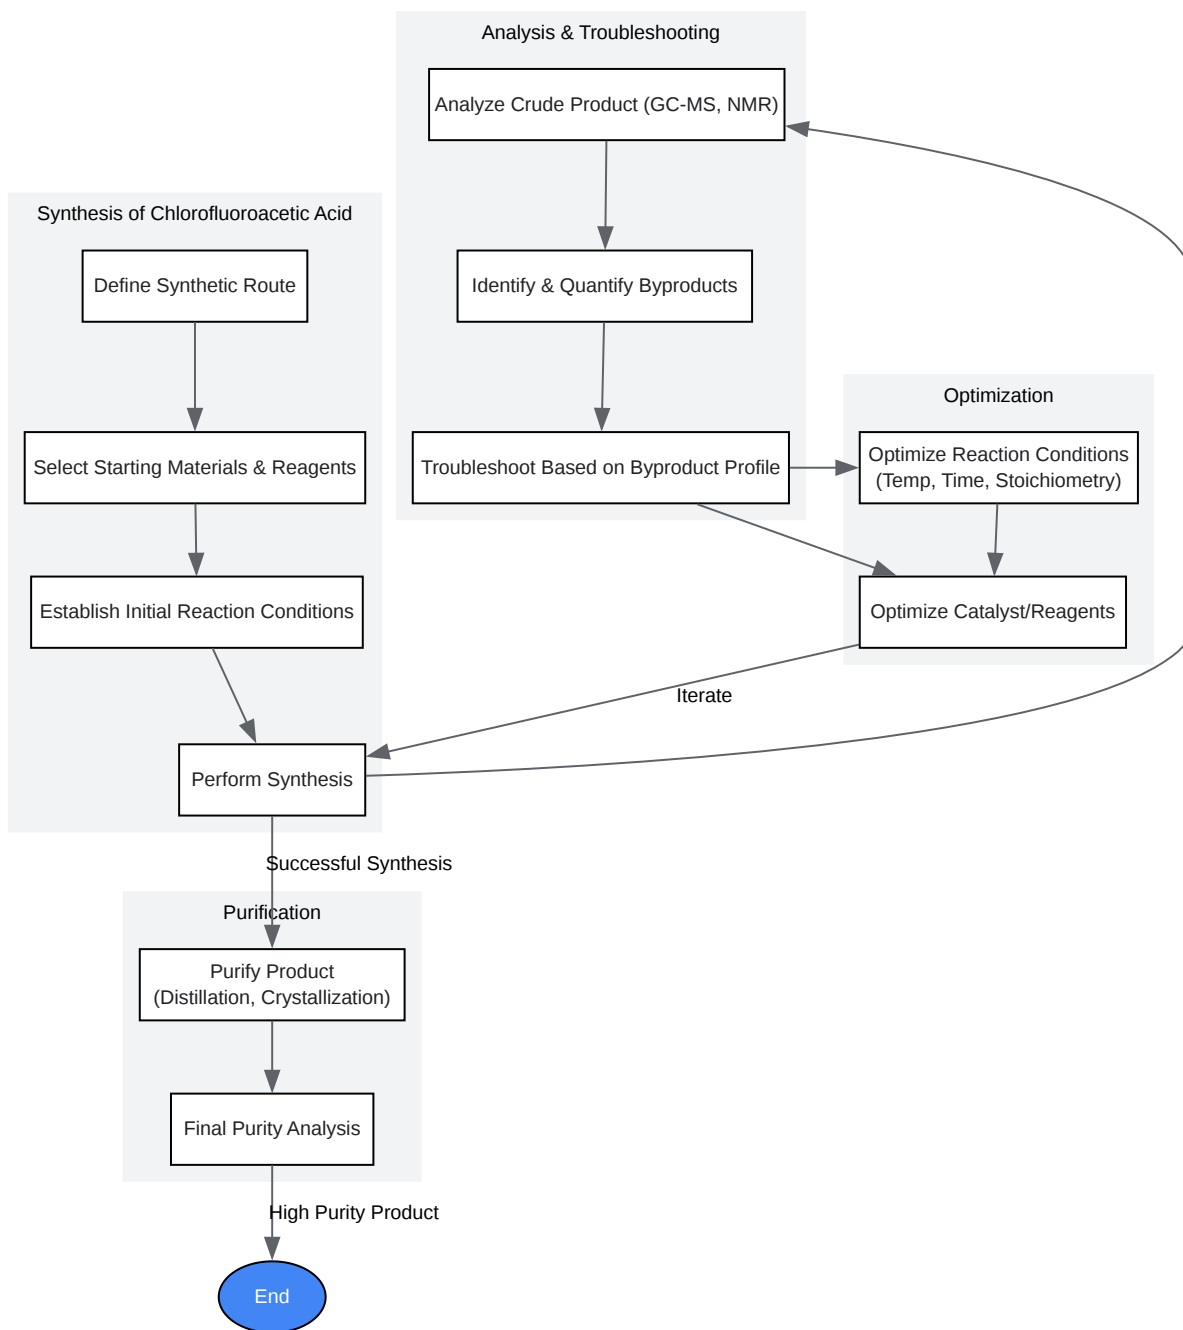 Analysis & Troubleshooting
Analyze Crude Product (GC-MS, NMR)
Identify & Quantify Byproducts
Troubleshoot Based on Byproduct Profile
Synthesis of Chlorofluoroacetic Acid
Define Synthetic Route
Select Starting Materials & Reagents
Establish Initial Reaction Conditions
Perform Synthesis
Optimization
Optimize Reaction Conditions
(Temp, Time, Stoichiometry)
Optimize Catalyst/Reagents
Iterate
Successful Synthesis
Purification
Purify Product
(Distillation, Crystallization)
Final Purity Analysis
High Purity Product
End